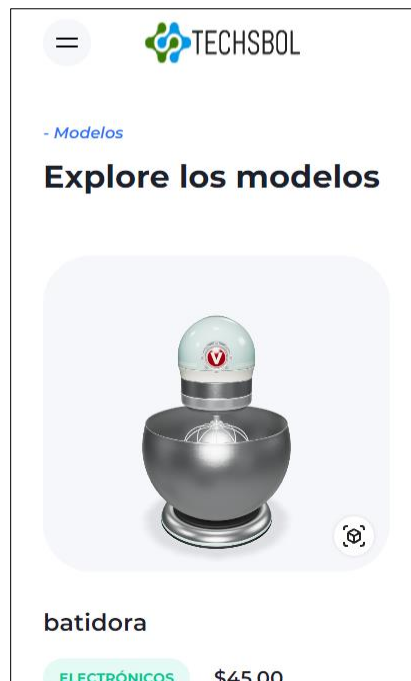 TECHSBOL
- Modelos
Explore los modelos
V
batidora
ELECTRÓNICOS $45.00